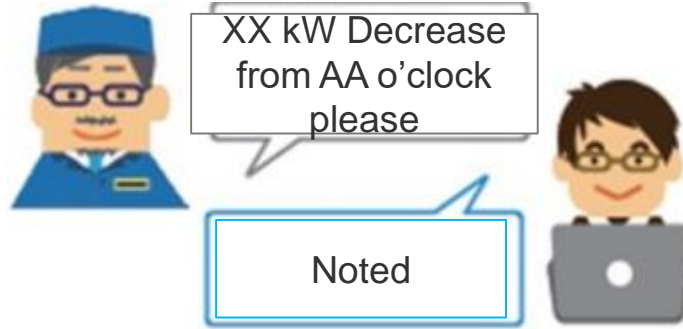 XX kW Decrease
from AA o’clock
please
Noted